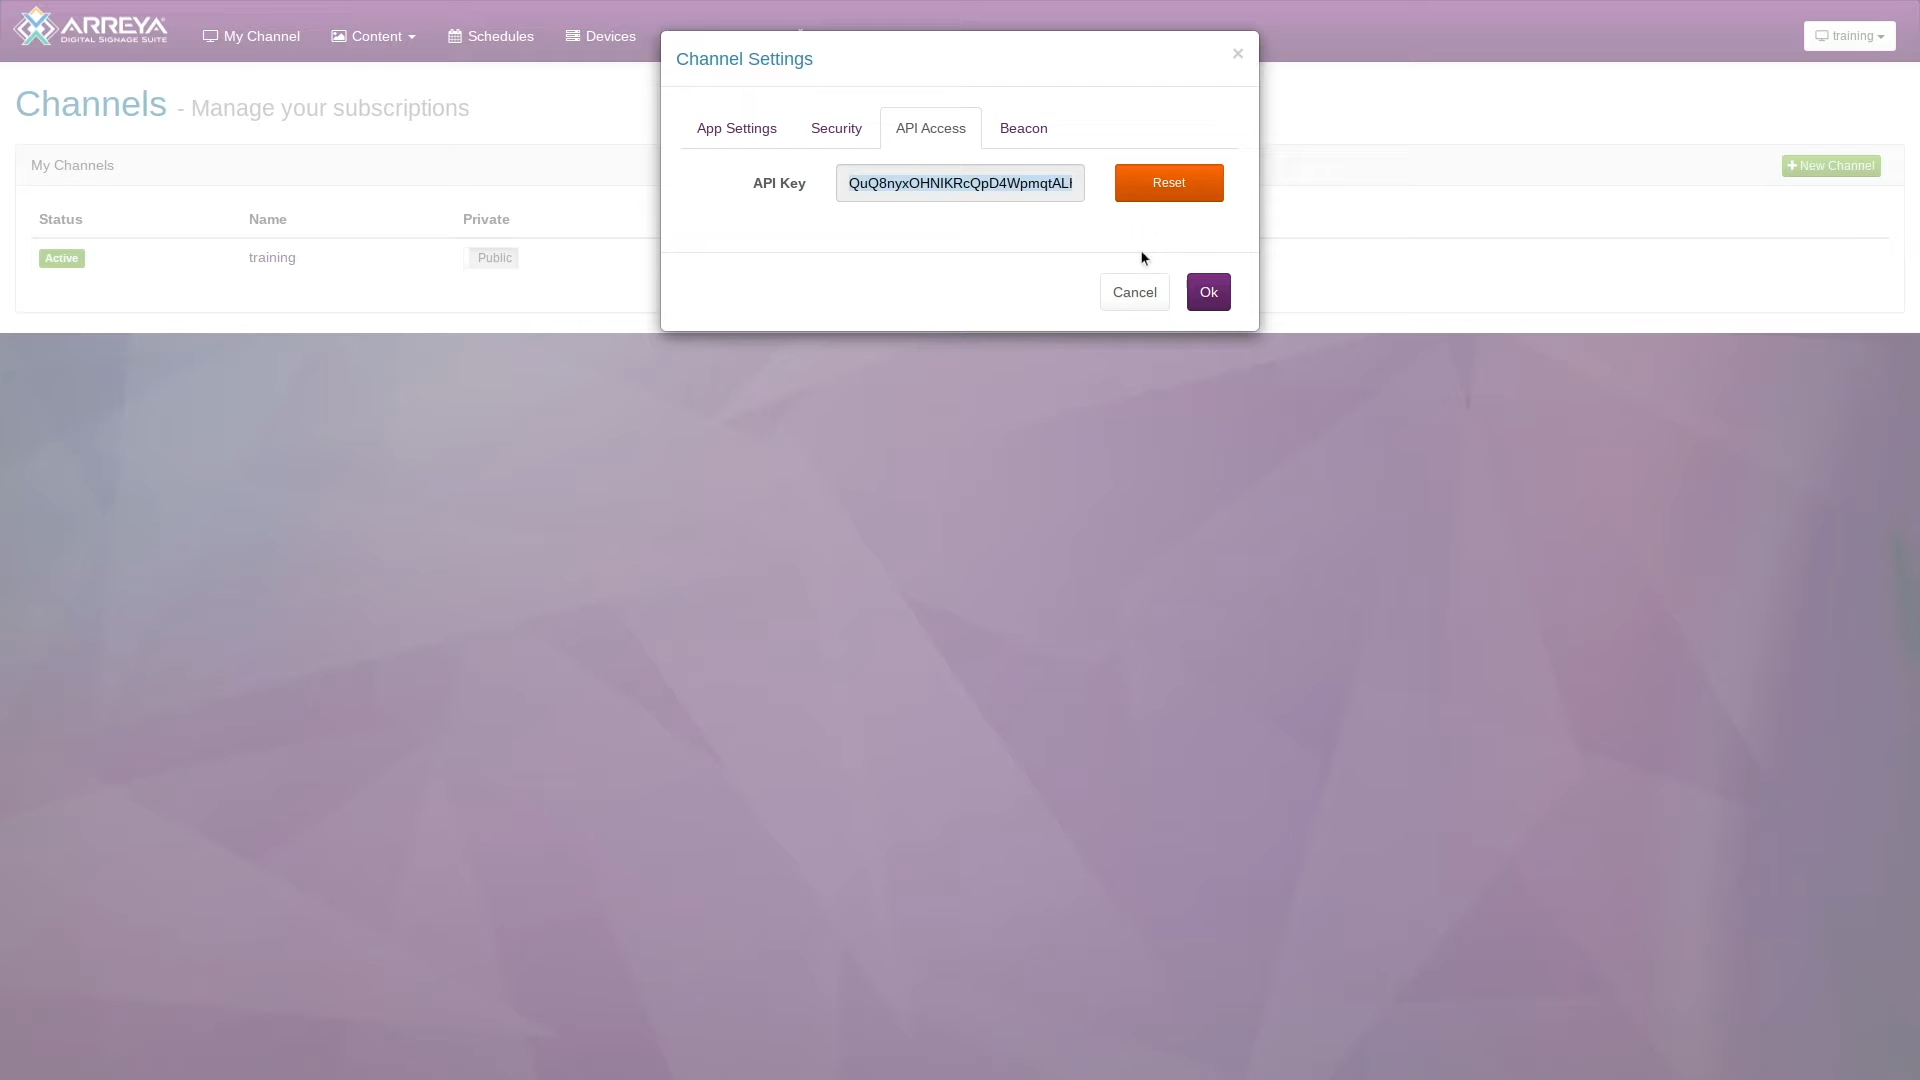 ARREYA
DIGITAL SIGNAGE SUITE
My Channel
Content
Schedules
Devices
training
Channel Settings
×
Channels - Manage your subscriptions
App Settings
Security
API Access
Beacon
My Channels
+ New Channel
API Key
QuQ8nyxOHNIKRcQpD4WpmqtAL
Reset
Status
Name
Private
Active
training
Public
Cancel
Ok